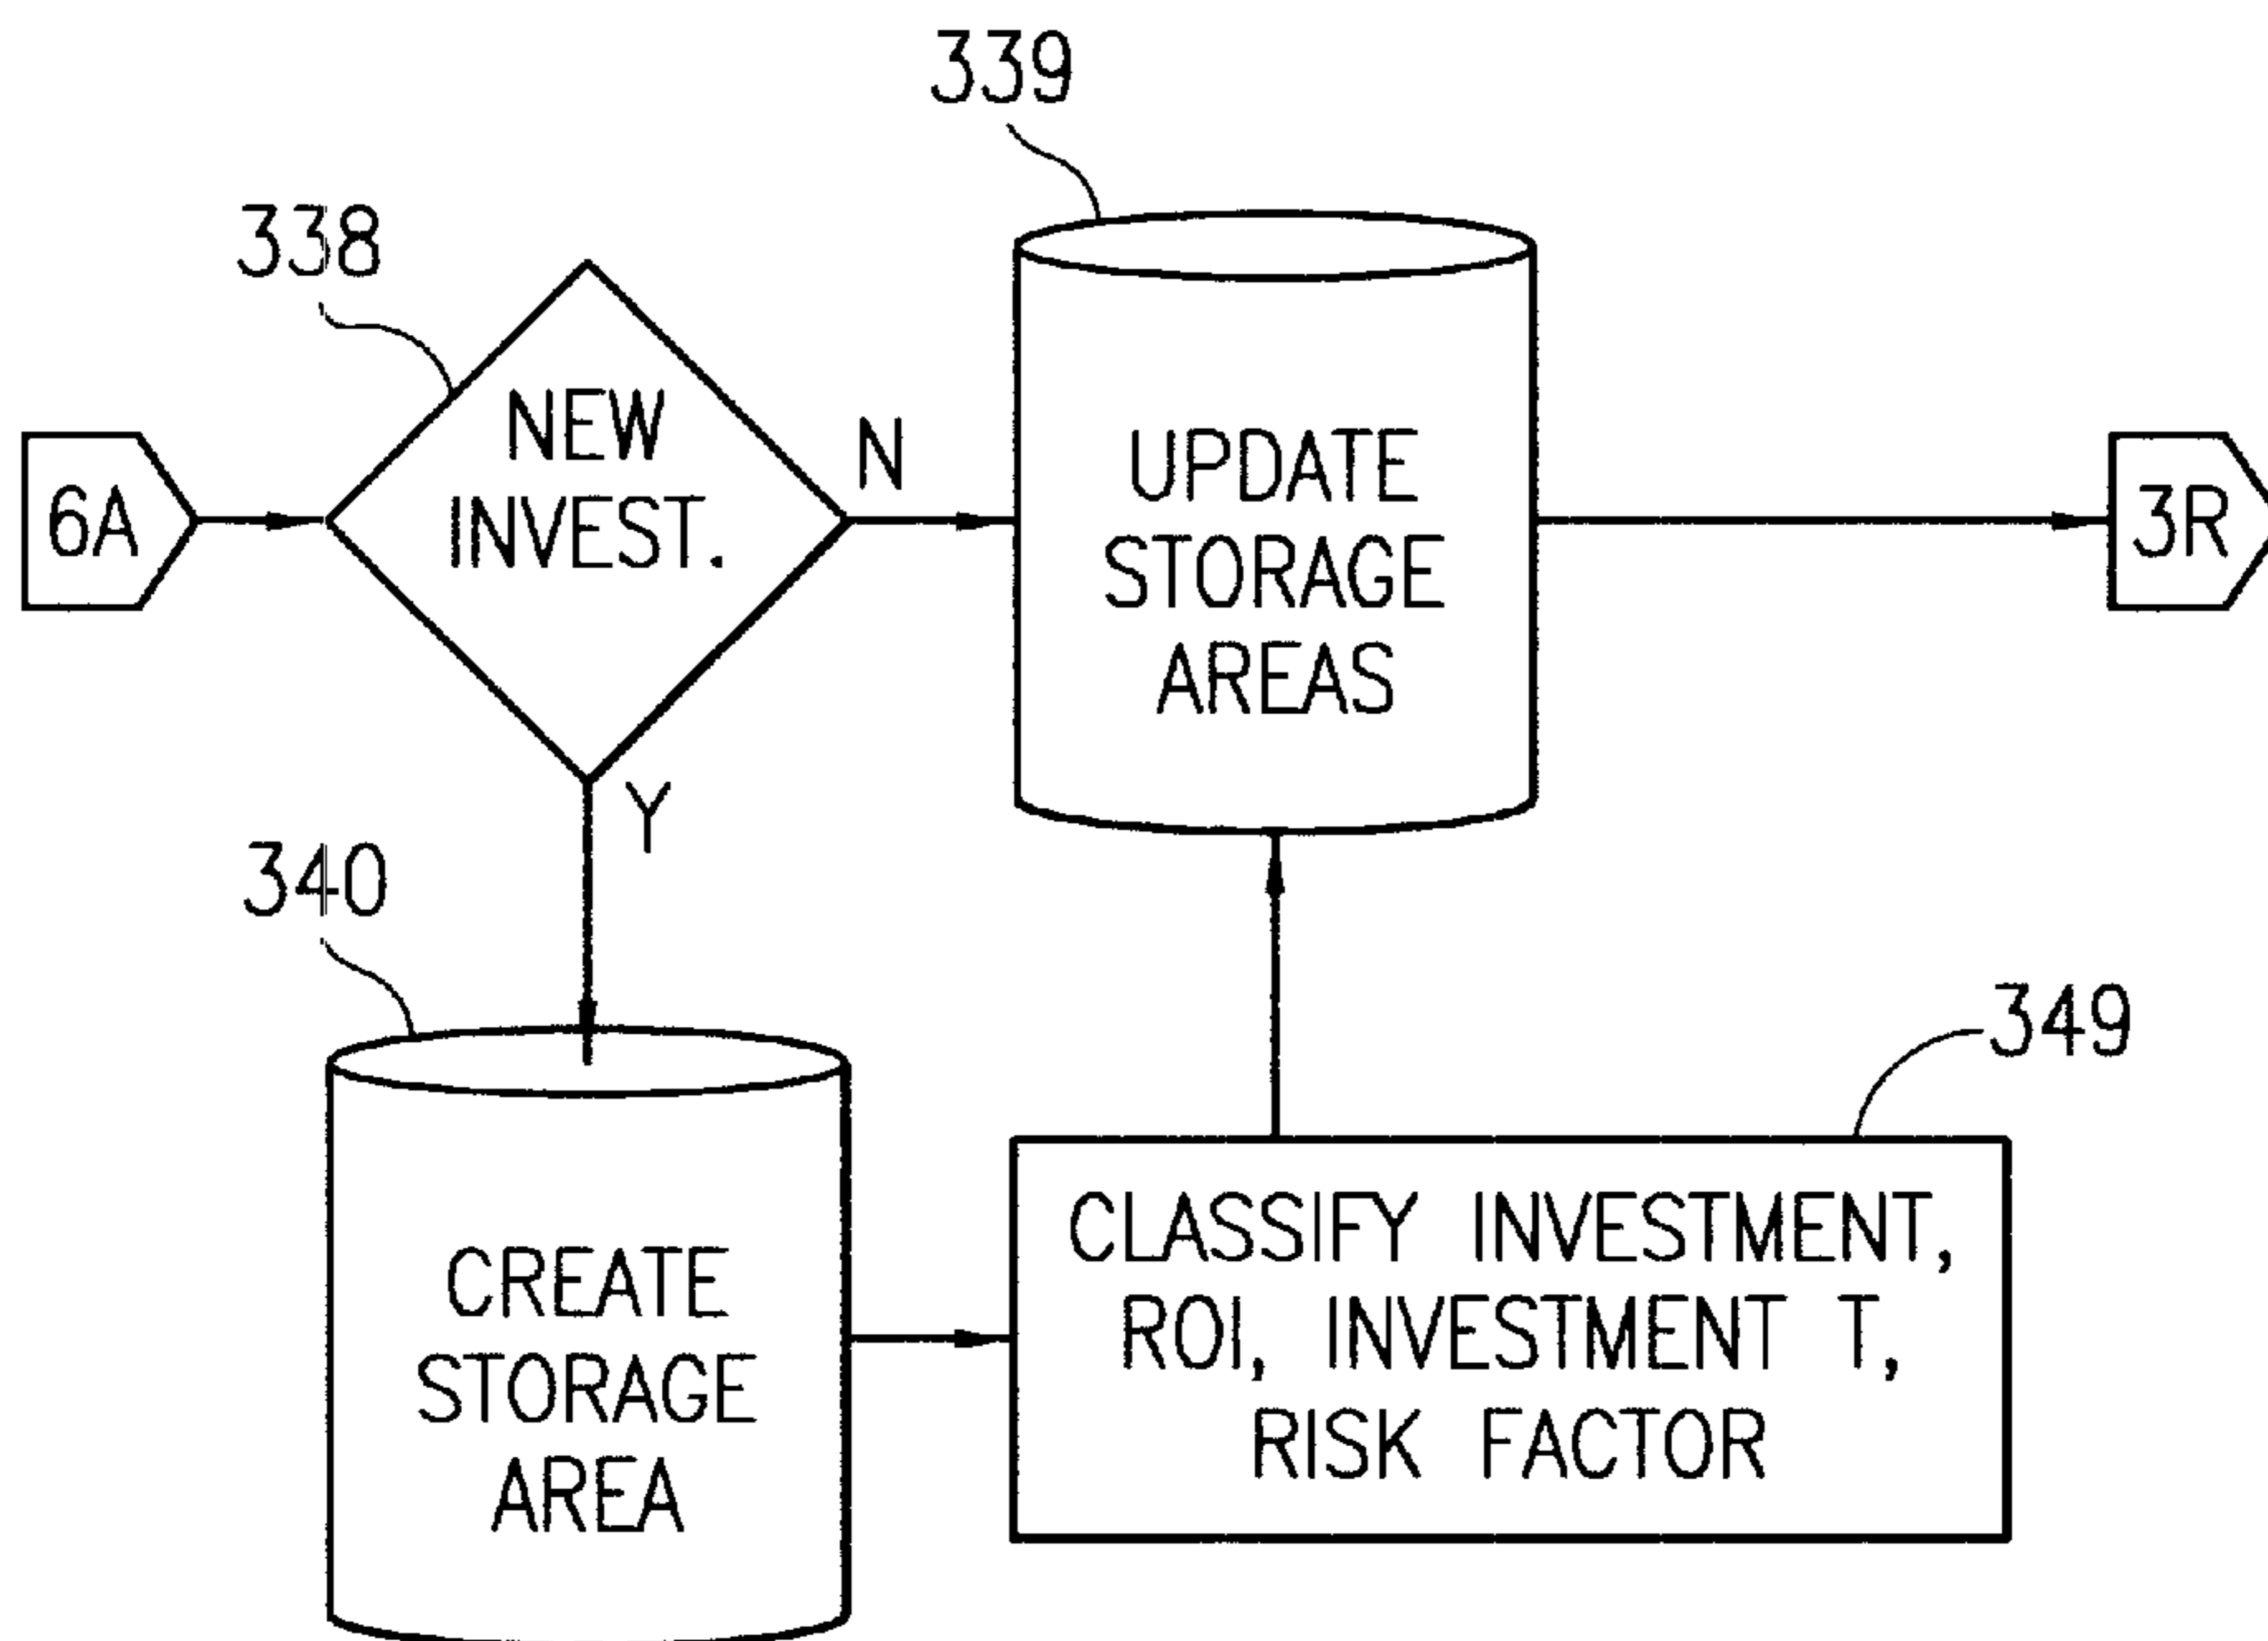 339
338
NEW
INVEST.
N
6A
UPDATE
STORAGE
AREAS
3R
Y
340
349
CREATE
STORAGE
AREA
CLASSIFY INVESTMENT,
ROI, INVESTMENT T,
RISK FACTOR